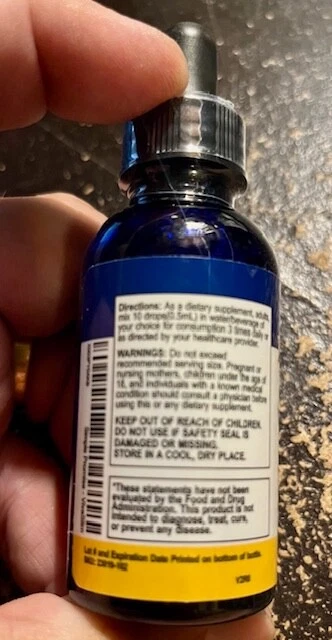 Directions: As a dietary supplement, adults
mix 10 drops(0.5mL) in water/beverage of
your choice for consumption 3 times daily or
as directed by your healthcare provider.
WARNINGS: Do not exceed
recommended serving size. Pregnant or
nursing mothers, children under the age of
18, and individuals with a known medical
condition should consult a physician before
using this or any dietary supplement.
KEEP OUT OF REACH OF CHILDREN.
DO NOT USE IF SAFETY SEAL IS
DAMAGED OR MISSING.
STORE IN A COOL, DRY PLACE.
*These statements have not been
evaluated by the Food and Drug
Administration. This product is not
intended to diagnose, treat, cure,
or prevent any disease.
Lot # and Expiration Date Printed on bottom of bottle.